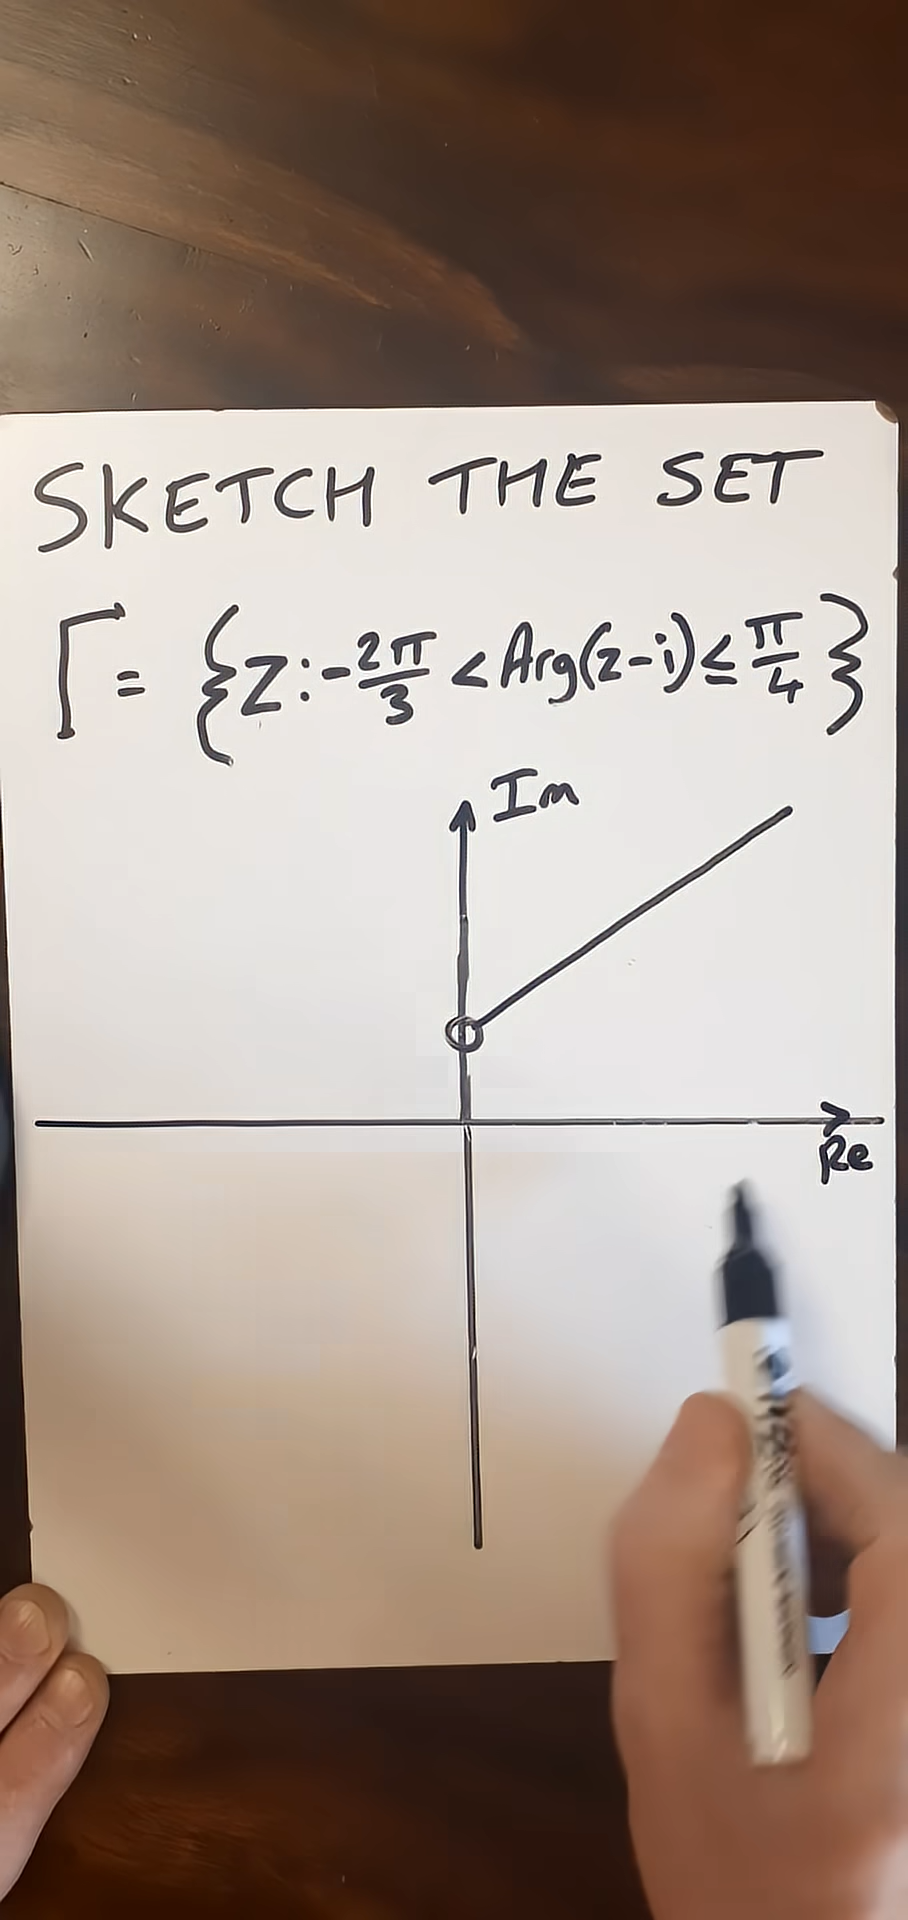 SKETCH THE SET
Γ = {z: -2π/3 < Arg(z-i) ≤ π/4}
Im
Re